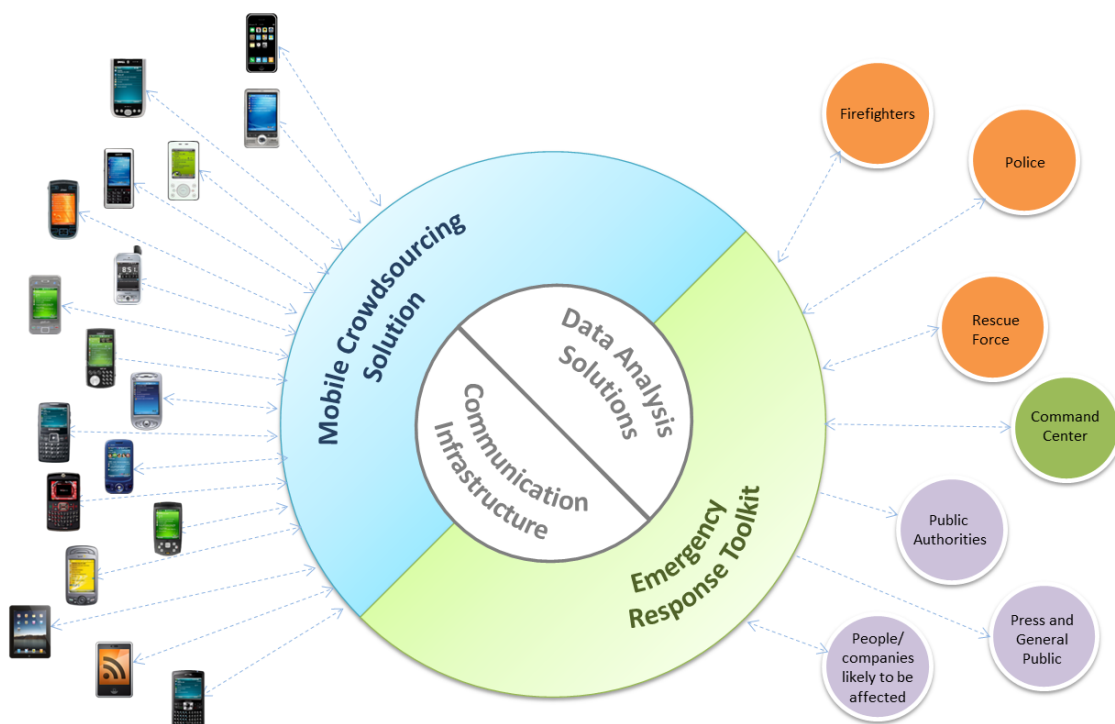 Mobile Crowdsourcing
Solution
Data Analysis
Solutions
Communication
Infrastructure
Emergency
Response Toolkit
Firefighters
Police
Rescue
Force
Command
Center
Public
Authorities
Press and
General
Public
People/
companies
likely to be
affected